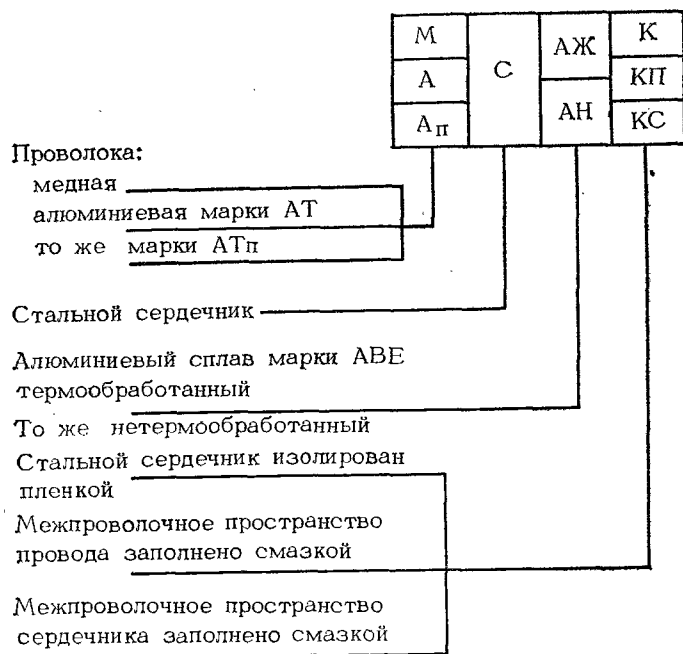 М
А
Ап
С
АЖ
АН
К
КП
КС
Проволока:
медная
алюминиевая марки АТ
то же марки АТп
Стальной сердечник
Алюминиевый сплав марки АВЕ
термообработанный
То же нетермообработанный
Стальной сердечник изолирован
пленкой
Межпроволочное пространство
провода заполнено смазкой
Межпроволочное пространство
сердечника заполнено смазкой